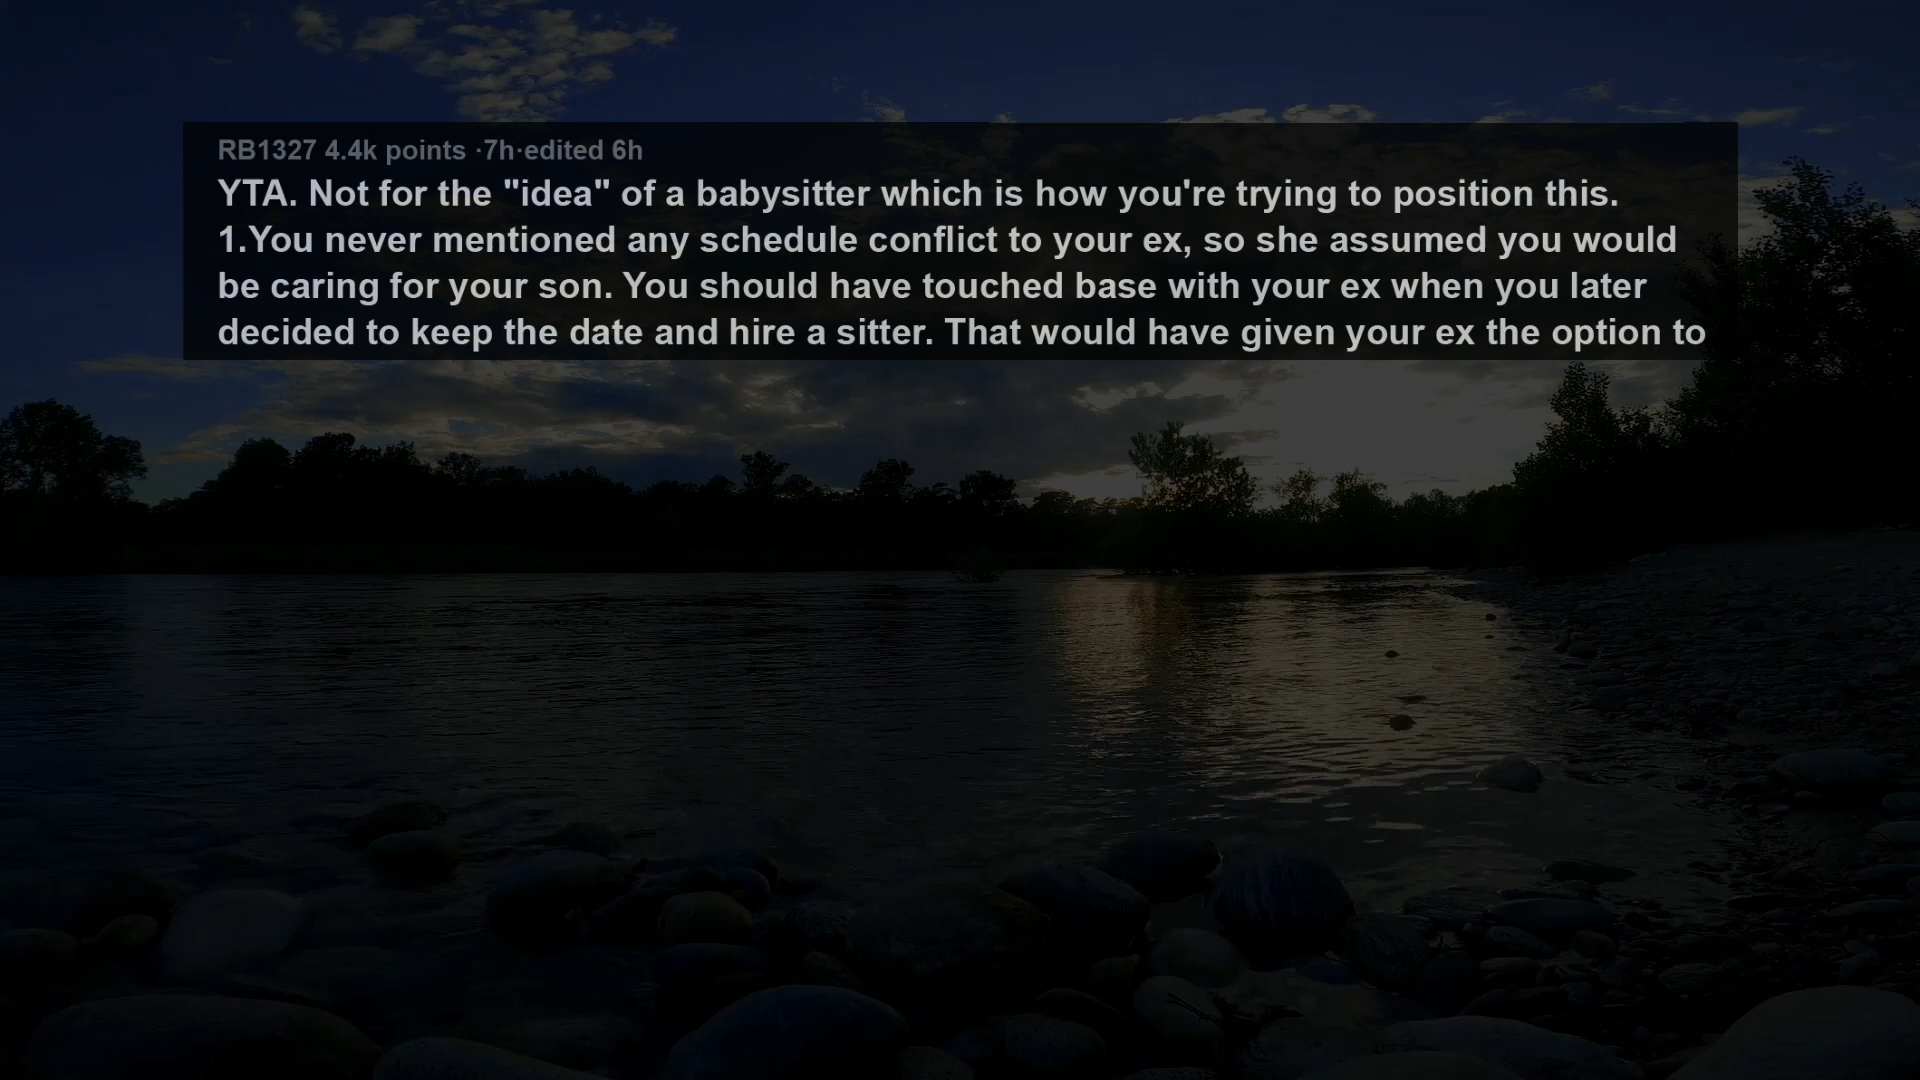 RB1327 4.4k points ·7h·edited 6h
YTA. Not for the "idea" of a babysitter which is how you're trying to position this.
1.You never mentioned any schedule conflict to your ex, so she assumed you would
be caring for your son. You should have touched base with your ex when you later
decided to keep the date and hire a sitter. That would have given your ex the option to